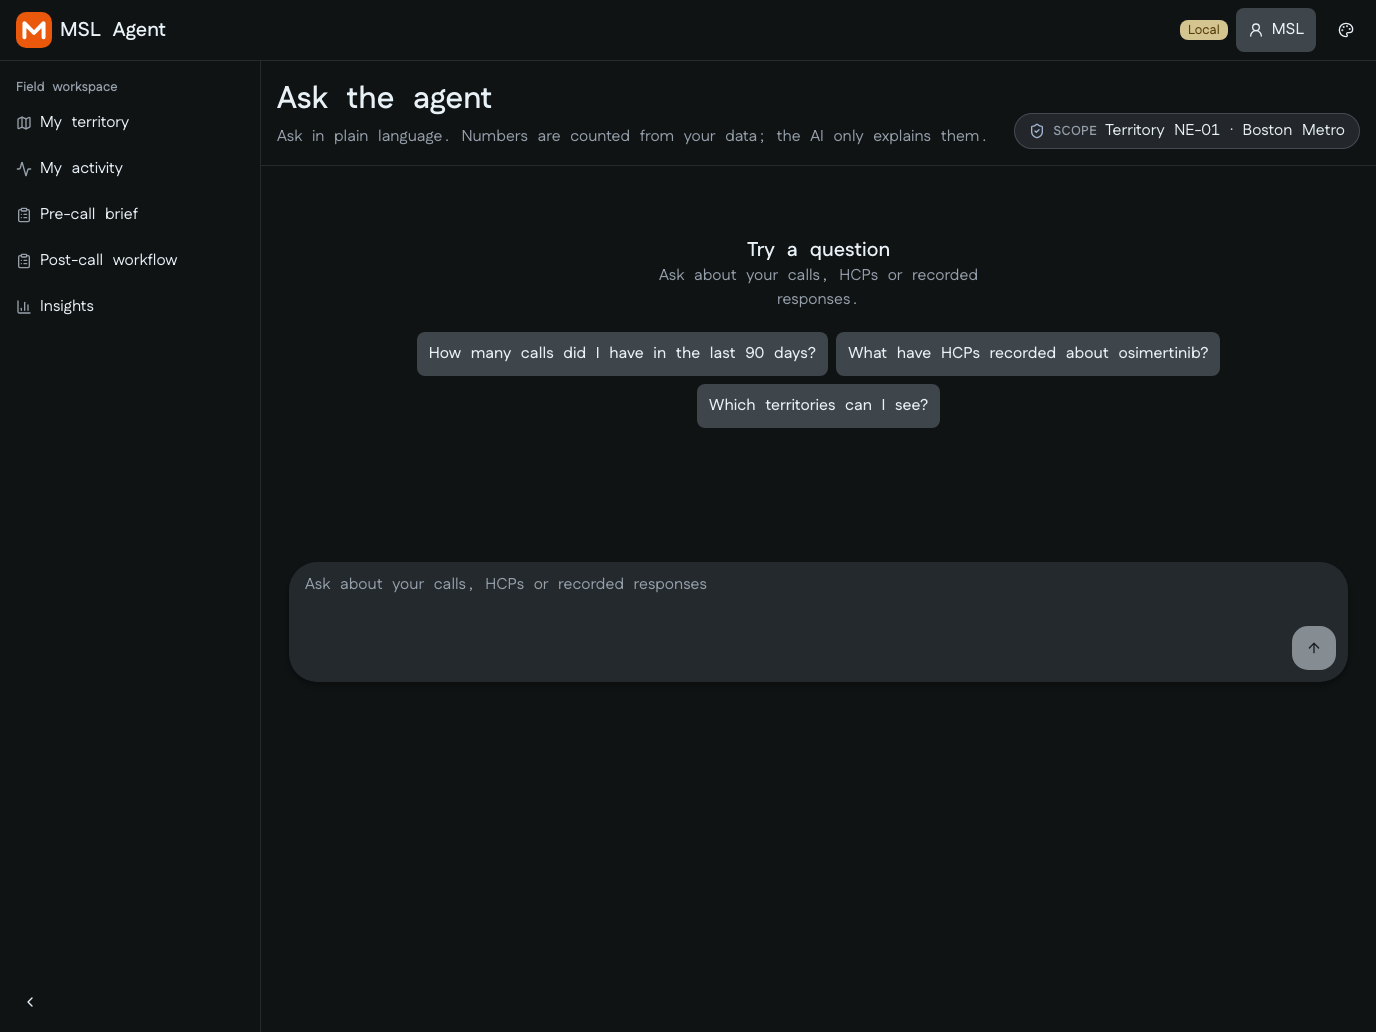 MSL Agent
Local
MSL
Field workspace
My territory
My activity
Pre-call brief
Post-call workflow
Insights
Ask the agent
Ask in plain language. Numbers are counted from your data; the AI only explains them.
SCOPE Territory NE-01 · Boston Metro
Try a question
Ask about your calls, HCPs or recorded
responses.
How many calls did I have in the last 90 days?
What have HCPs recorded about osimertinib?
Which territories can I see?
Ask about your calls, HCPs or recorded responses